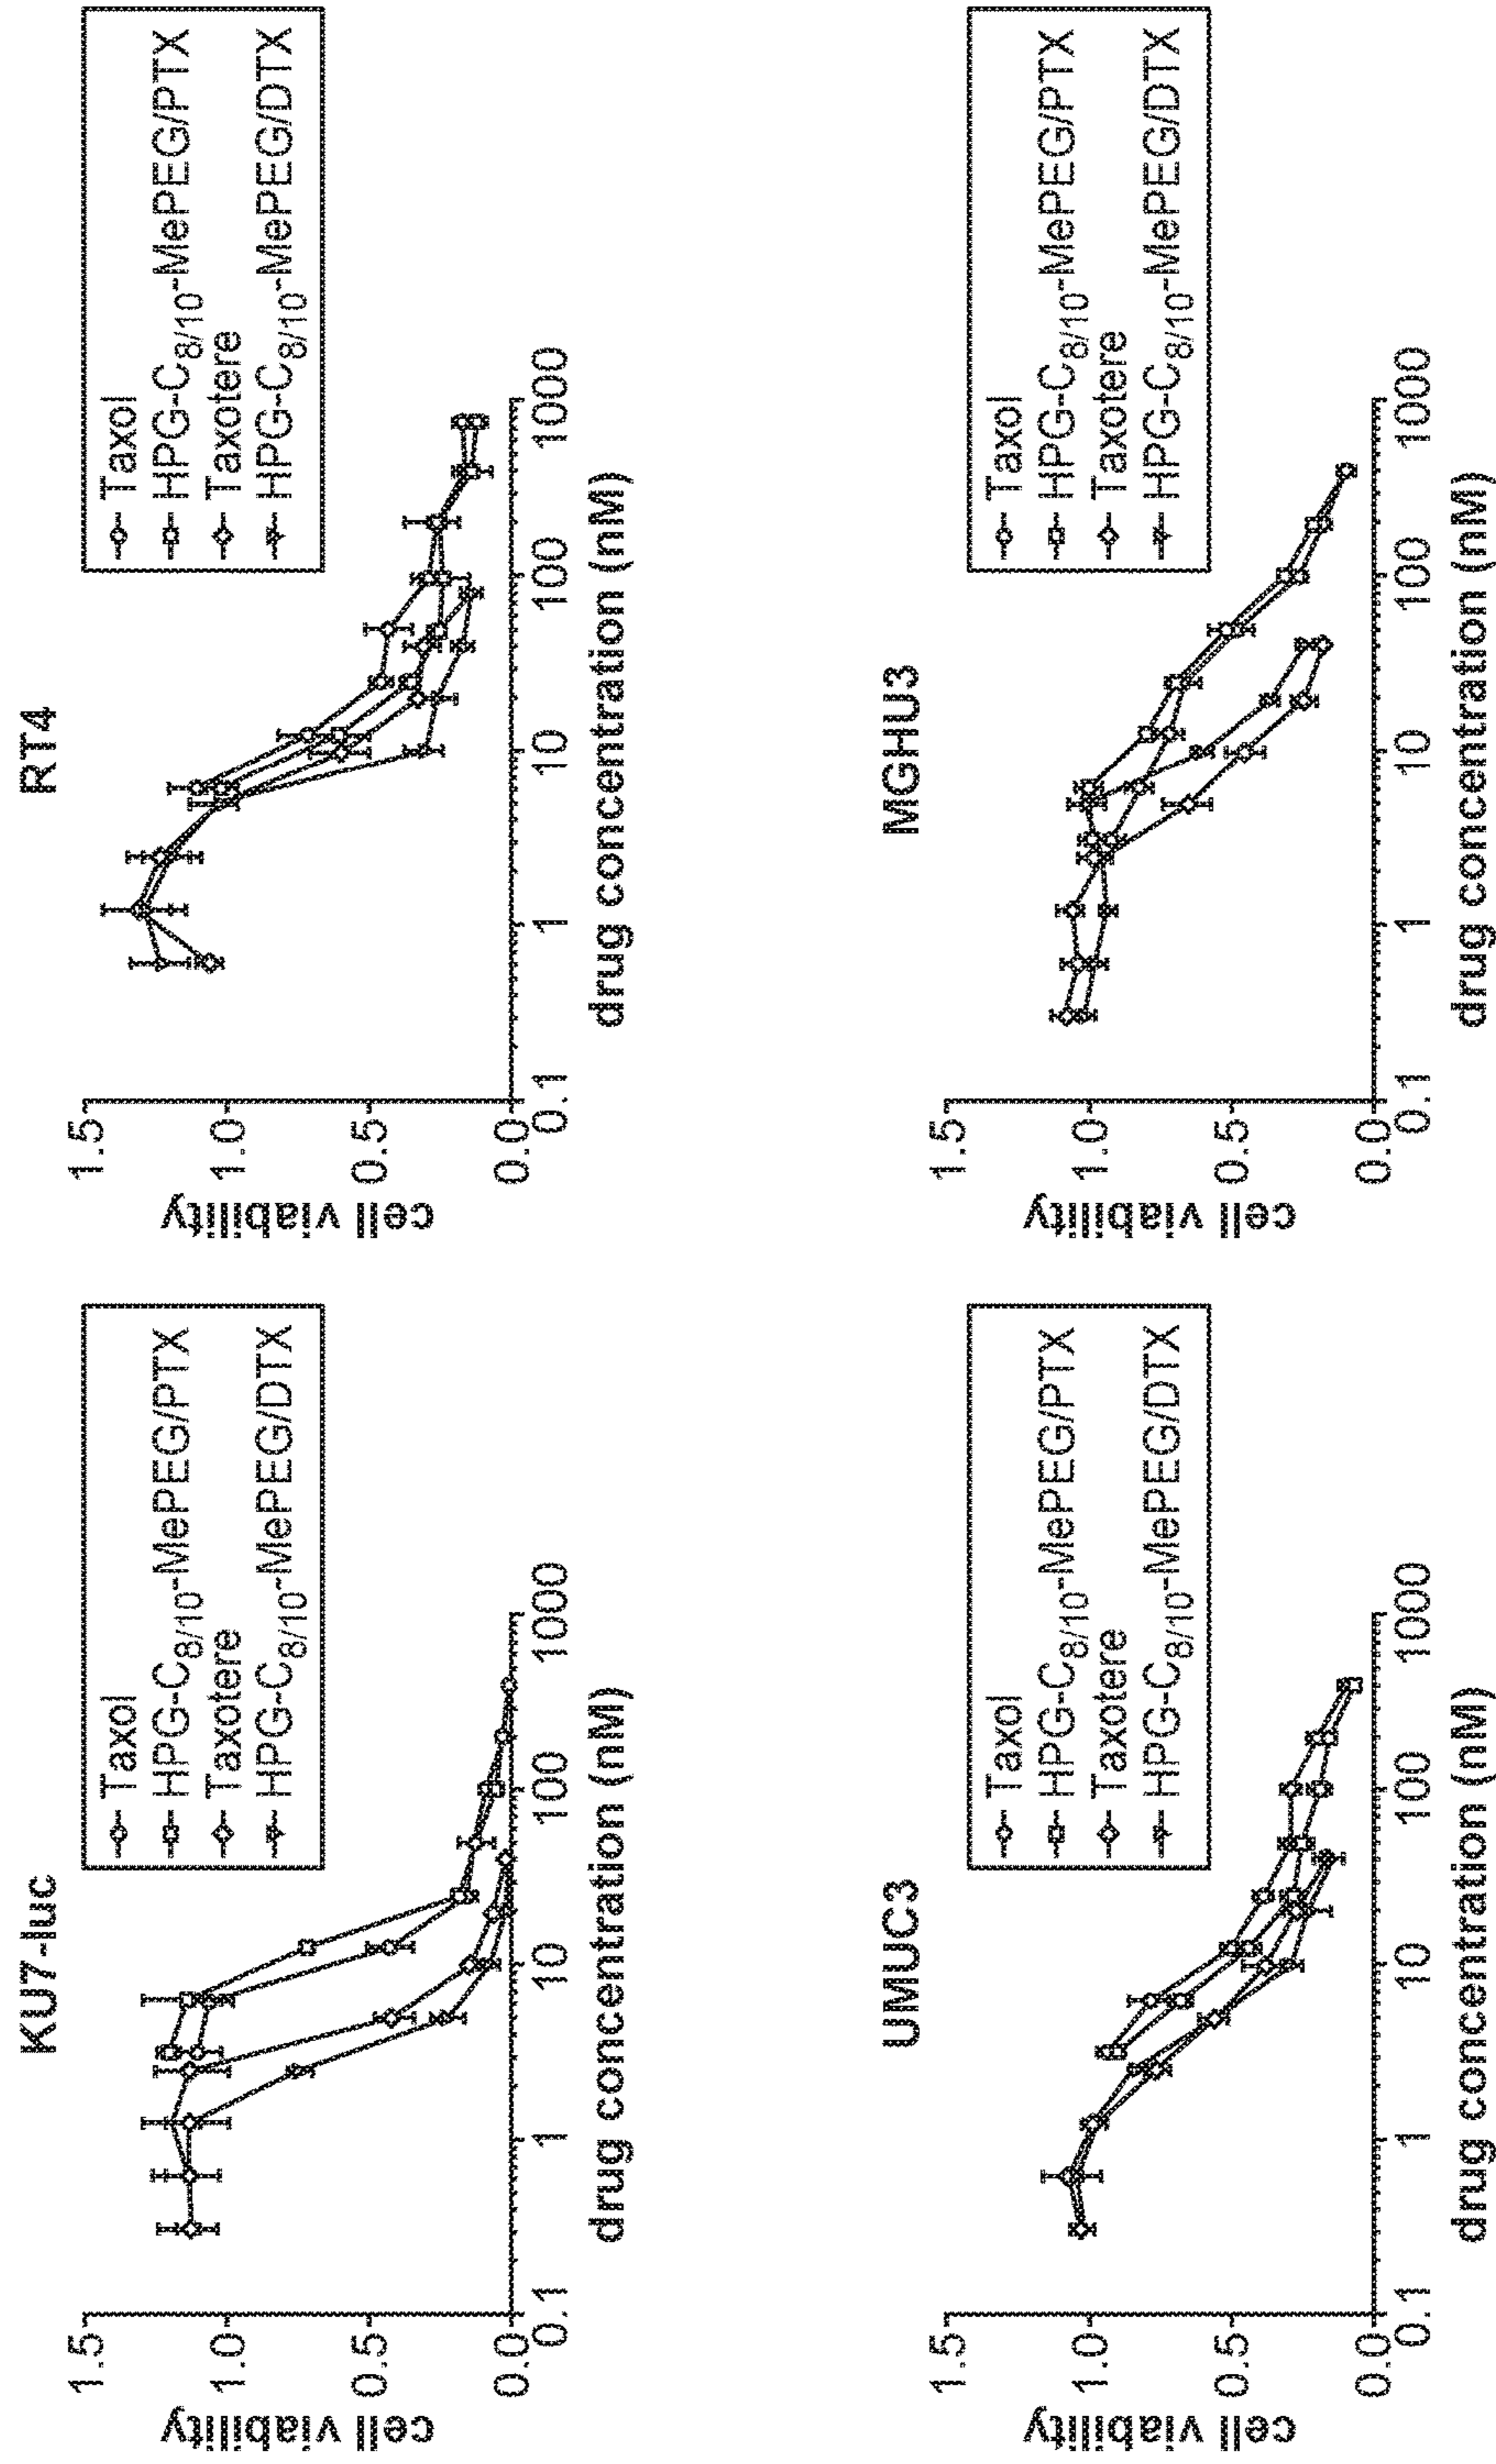 KU7-luc
cell viability
1.5
1.0
0.5
0.0
0.1
1
10
100
1000
drug concentration (nM)
Taxol
HPG-C8/10-MePEG/PTX
Taxotere
HPG-C8/10-MePEG/DTX
RT4
cell viability
1.5
1.0
0.5
0.0
0.1
1
10
100
1000
drug concentration (nM)
Taxol
HPG-C8/10-MePEG/PTX
Taxotere
HPG-C8/10-MePEG/DTX
UMUC3
cell viability
1.5
1.0
0.5
0.0
0.1
1
10
100
1000
drug concentration (nM)
Taxol
HPG-C8/10-MePEG/PTX
Taxotere
HPG-C8/10-MePEG/DTX
MGHU3
cell viability
1.5
1.0
0.5
0.0
0.1
1
10
100
1000
drug concentration (nM)
Taxol
HPG-C8/10-MePEG/PTX
Taxotere
HPG-C8/10-MePEG/DTX